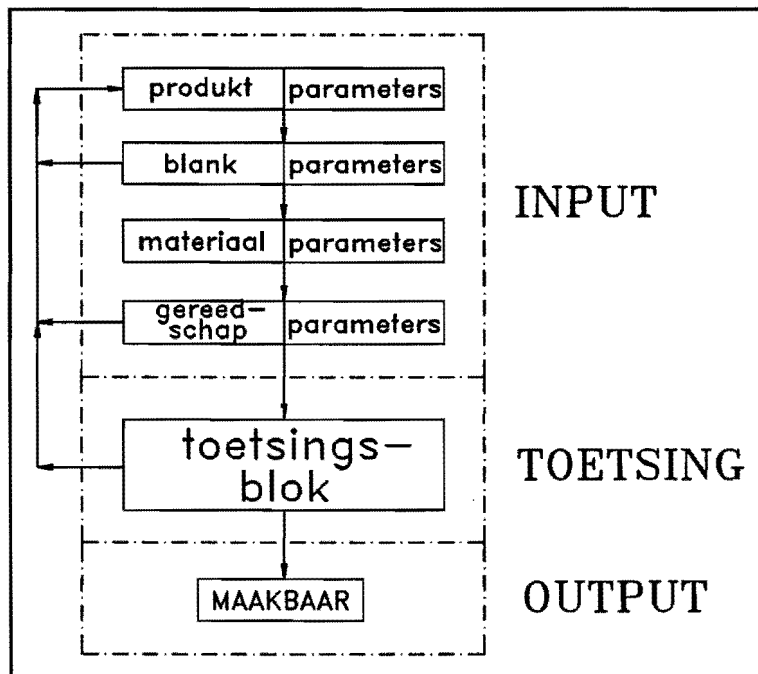 produkt parameters
blank parameters
materiaal parameters
INPUT
gereed-
schap parameters
toetsings-
blok
TOETSING
MAAKBAAR
OUTPUT